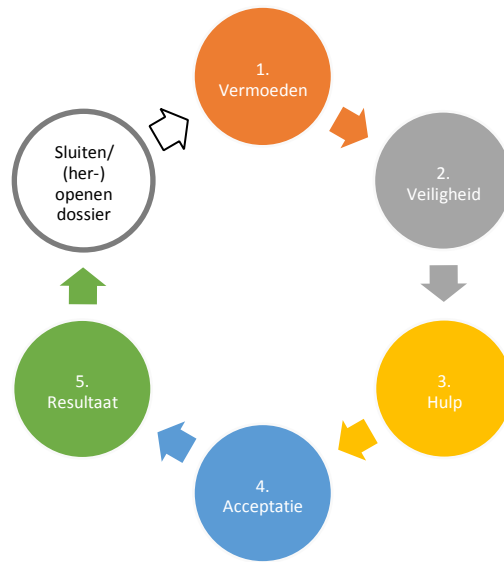 1.
Vermoeden
2.
Veiligheid
3.
Hulp
4.
Acceptatie
5.
Resultaat
Sluiten/
(her-)
openen
dossier